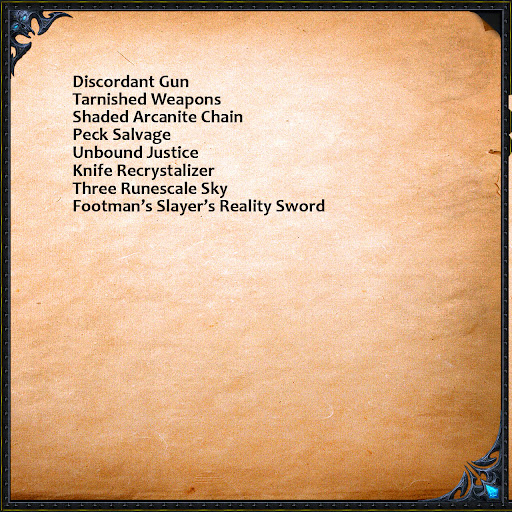 Discordant Gun
Tarnished Weapons
Shaded Arcanite Chain
Peck Salvage
Unbound Justice
Knife Recrystalizer
Three Runescale Sky
Footman’s Slayer’s Reality Sword